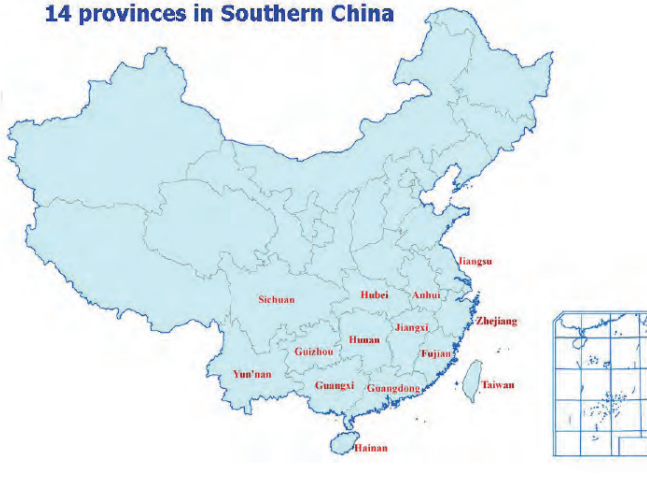 14 provinces in Southern China
Jiangsu
Sichuan
Hubei
Anhui
Zhejiang
Jiangxi
Hunan
Guizhou
Fujian
Yun'nan
Guangxi
Guangdong
Taiwan
Hainan